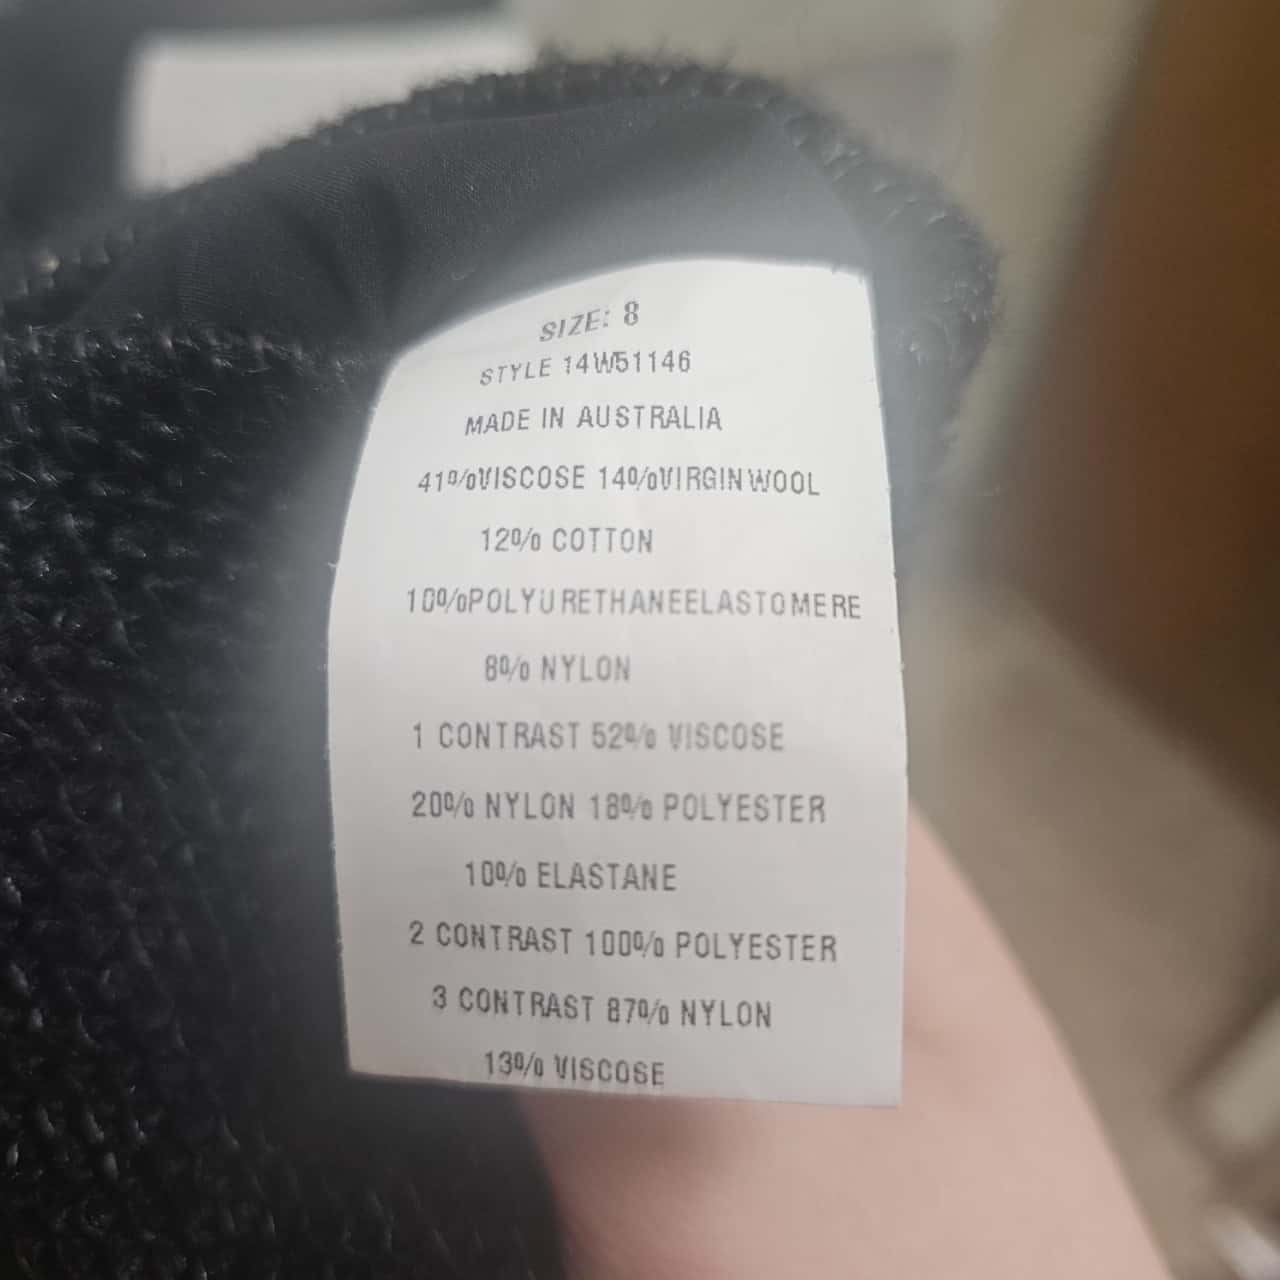 SIZE: 8
STYLE 14W51146
MADE IN AUSTRALIA
41%VISCOSE 14%VIRGINWOOL
12% COTTON
10%POLYURETHANEELASTOMERE
8% NYLON
1 CONTRAST 52% VISCOSE
20% NYLON 18% POLYESTER
10% ELASTANE
2 CONTRAST 100% POLYESTER
3 CONTRAST 87% NYLON
13% VISCOSE